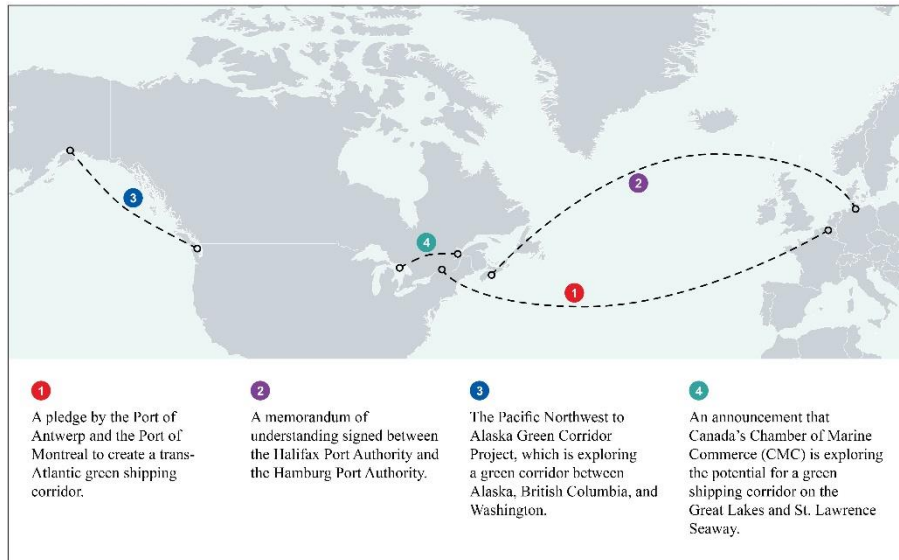 3
4
2
1
1
A pledge by the Port of
Antwerp and the Port of
Montreal to create a trans-
Atlantic green shipping
corridor.
2
A memorandum of
understanding signed between
the Halifax Port Authority and
the Hamburg Port Authority.
3
The Pacific Northwest to
Alaska Green Corridor
Project, which is exploring
a green corridor between
Alaska, British Columbia, and
Washington.
4
An announcement that
Canada’s Chamber of Marine
Commerce (CMC) is exploring
the potential for a green
shipping corridor on the
Great Lakes and St. Lawrence
Seaway.